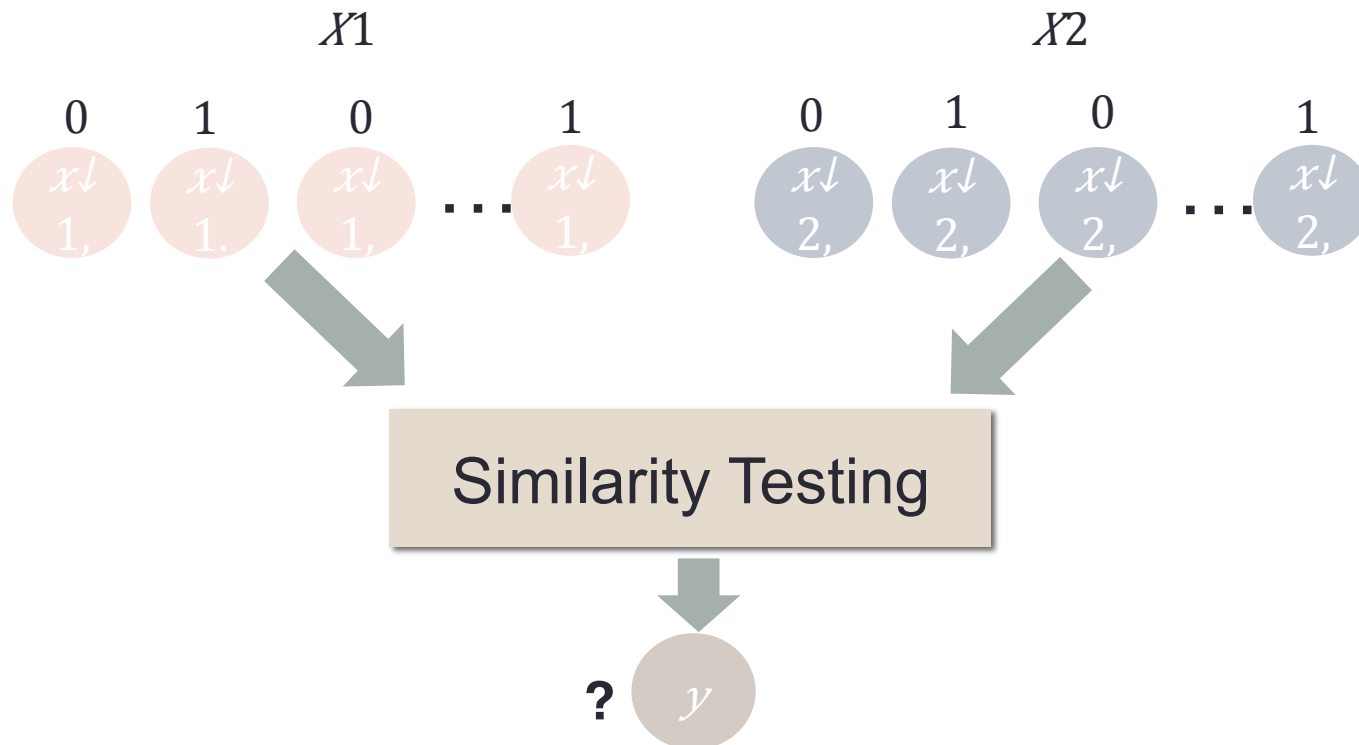 X1 X2
0 1 0 1 0 1 0 1
x↓ x↓ x↓ x↓ x↓ x↓ x↓ x↓
1, 1. 1, ... 1, 2, 2, 2, ... 2,
Similarity Testing
? y